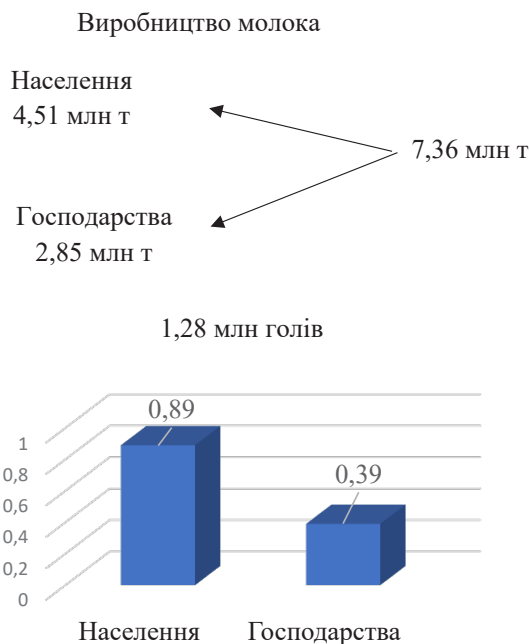 Виробництво молока
Населення
4,51 млн т
7,36 млн т
Господарства
2,85 млн т
1,28 млн голів
0,89
0,39
1
0,8
0,6
0,4
0,2
0
Населення
Господарства